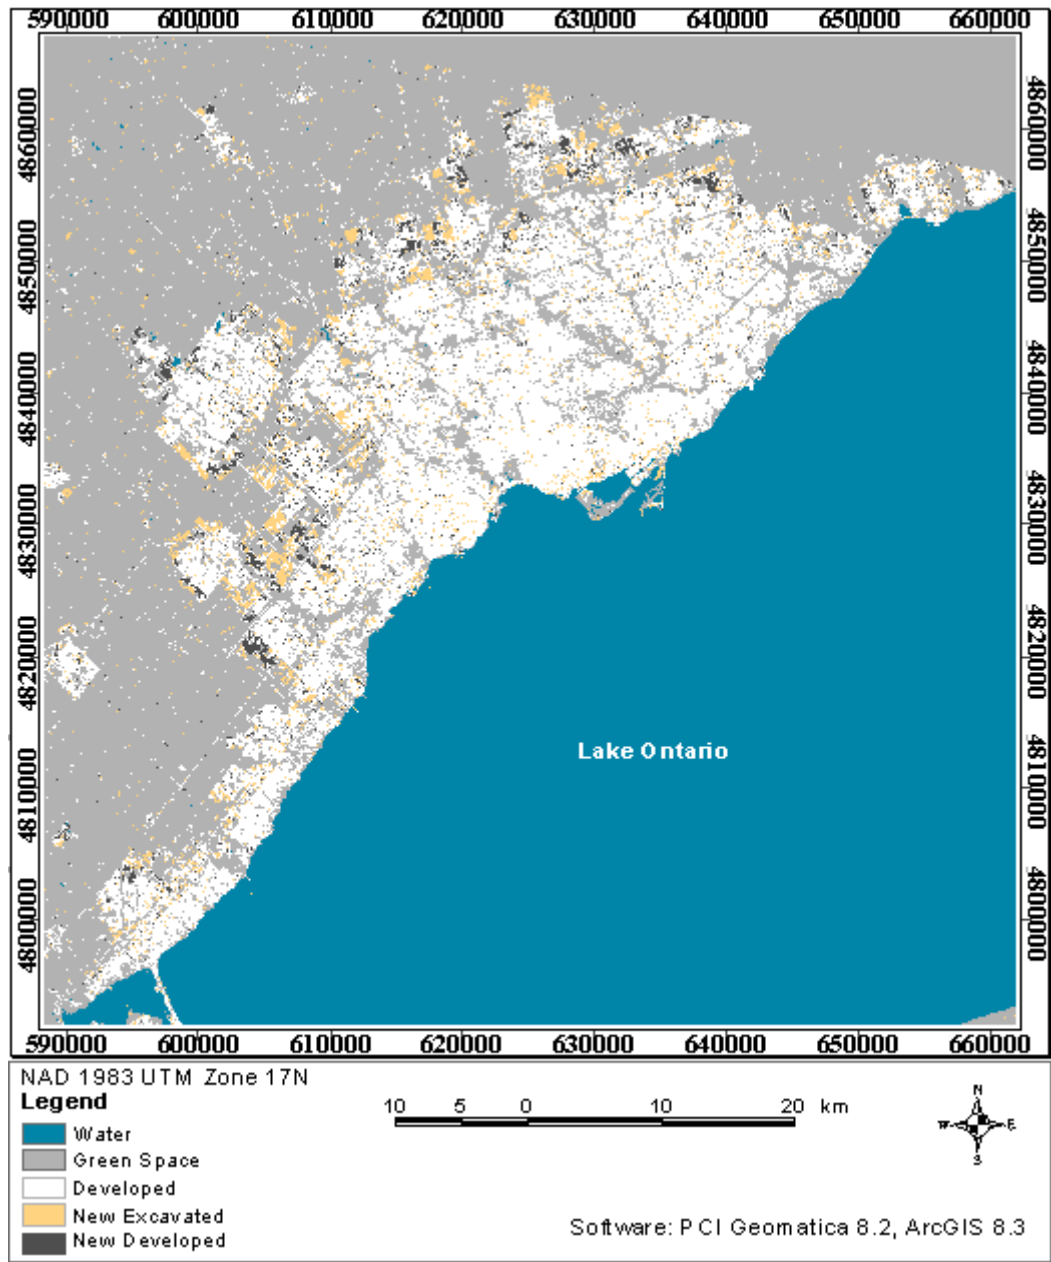 590000 600000 610000 620000 630000 640000 650000 660000
4860000 4860000
4850000 4850000
4840000 4840000
4830000 4830000
4820000 4820000
Lake Ontario
4810000 4810000
4800000 4800000
590000 600000 610000 620000 630000 640000 650000 660000
NAD 1983 UTM Zone 17N
Legend
10 5 0 10 20 km
Water
Green Space
Developed
New Excavated
New Developed
N
W E
S
Software: PCI Geomatica 8.2, ArcGIS 8.3